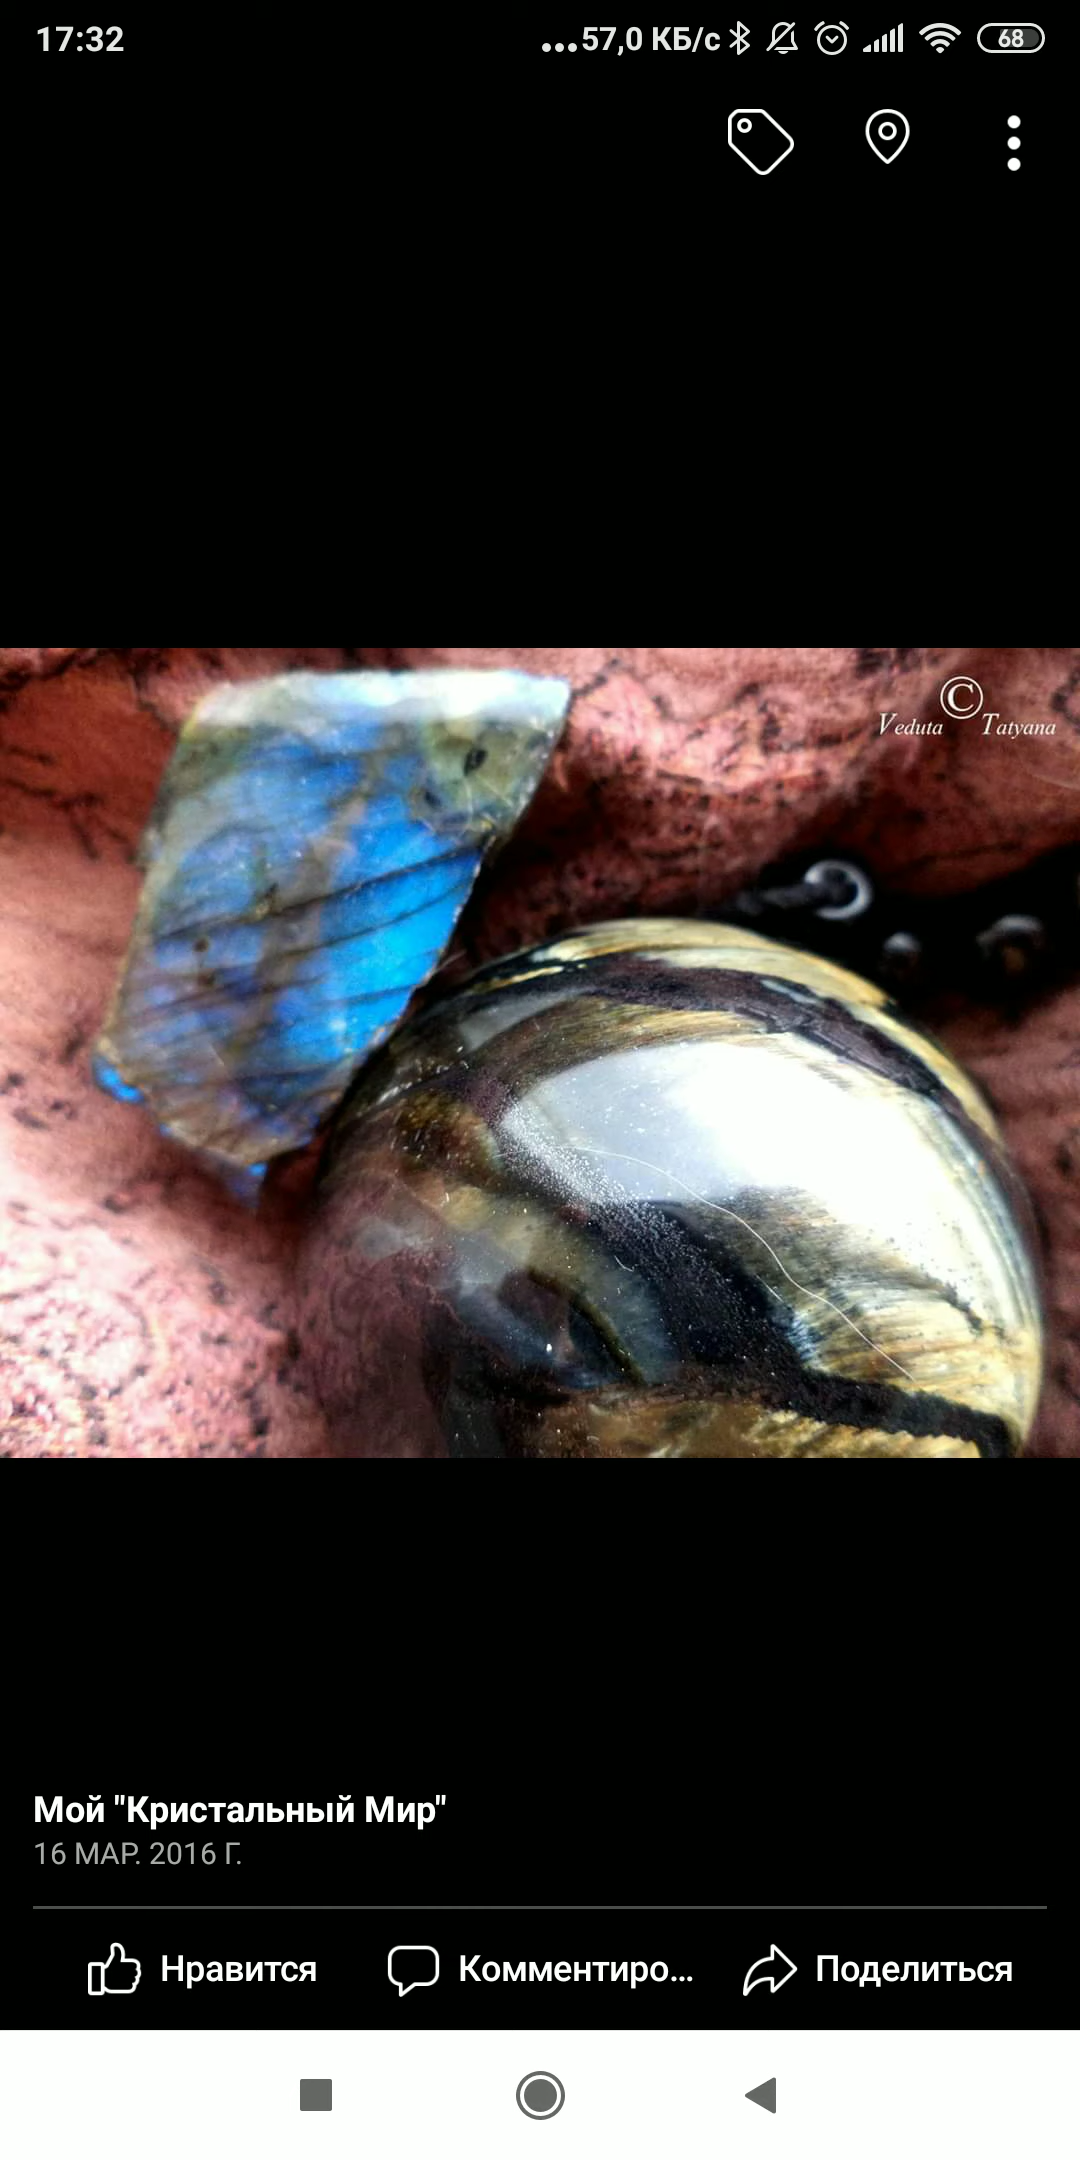 17:32
...57,0 КБ/с
68
©
Veduta Tatyana
Мой "Кристальный Мир"
16 МАР. 2016 Г.
Нравится Комментиро... Поделиться